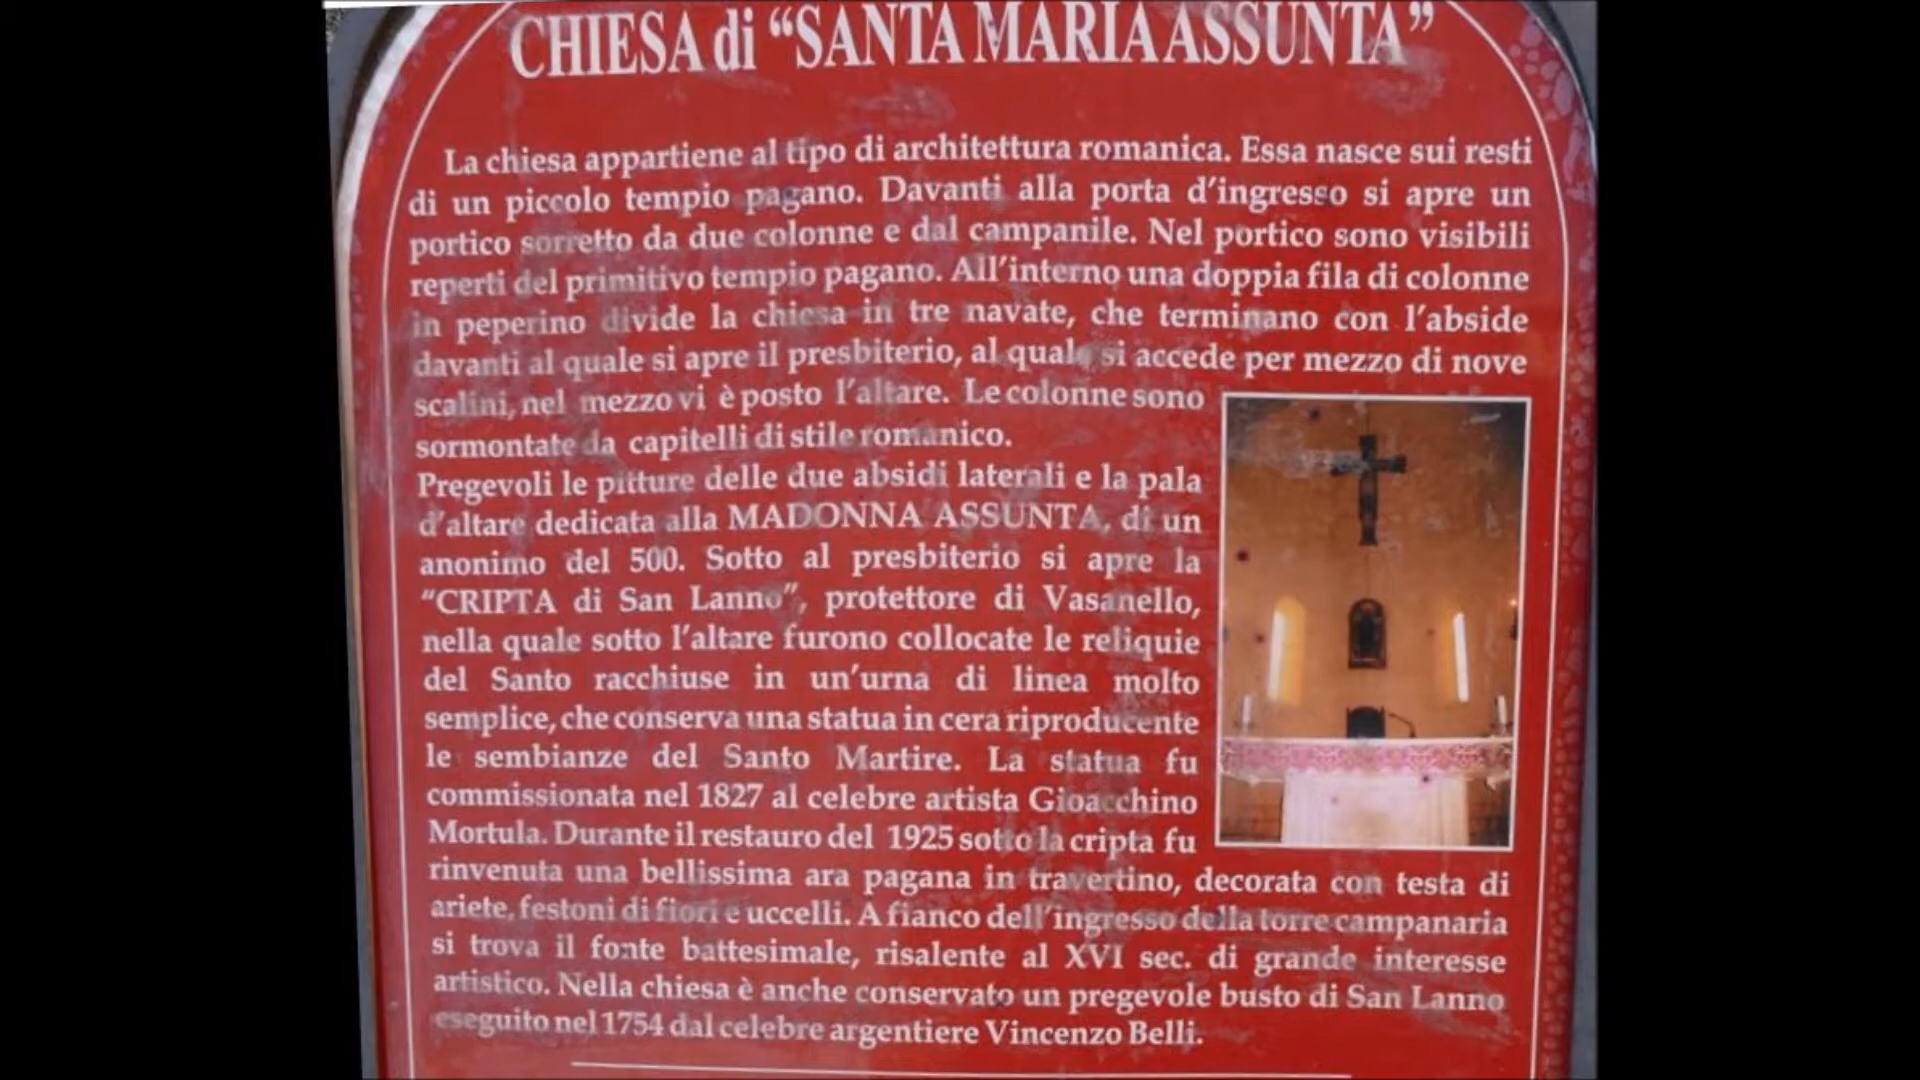 CHIESA di “SANTA MARIA ASSUNTA”
La chiesa appartiene al tipo di architettura romanica. Essa nasce sui resti
di un piccolo tempio pagano. Davanti alla porta d’ingresso si apre un
portico sorretto da due colonne e dal campanile. Nel portico sono visibili
reperti del primitivo tempio pagano. All’interno una doppia fila di colonne
in peperino divide la chiesa in tre navate, che terminano con l’abside
davanti al quale si apre il presbiterio, al quale si accede per mezzo di nove
scalini, nel mezzo vi è posto l’altare. Le colonne sono
sormontate da capitelli di stile romanico.
Pregevoli le pitture delle due absidi laterali e la pala
d’altare dedicata alla MADONNA ASSUNTA, di un
anonimo del 500. Sotto al presbiterio si apre la
“CRIPTA di San Lanno”, protettore di Vasanello,
nella quale sotto l’altare furono collocate le reliquie
del Santo racchiuse in un’urna di linea molto
semplice, che conserva una statua in cera riproducente
le sembianze del Santo Martire. La statua fu
commissionata nel 1827 al celebre artista Gioacchino
Mortula. Durante il restauro del 1925 sotto la cripta fu
rinvenuta una bellissima ara pagana in travertino, decorata con testa di
ariete, festoni di fiori e uccelli. A fianco dell’ingresso della torre campanaria
si trova il fonte battesimale, risalente al XVI sec. di grande interesse
artistico. Nella chiesa è anche conservato un pregevole busto di San Lanno
eseguito nel 1754 dal celebre argentiere Vincenzo Belli.